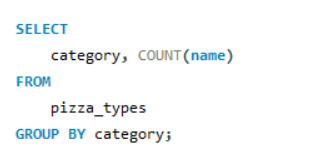 SELECT
    category, COUNT(name)
FROM
    pizza_types
GROUP BY category;